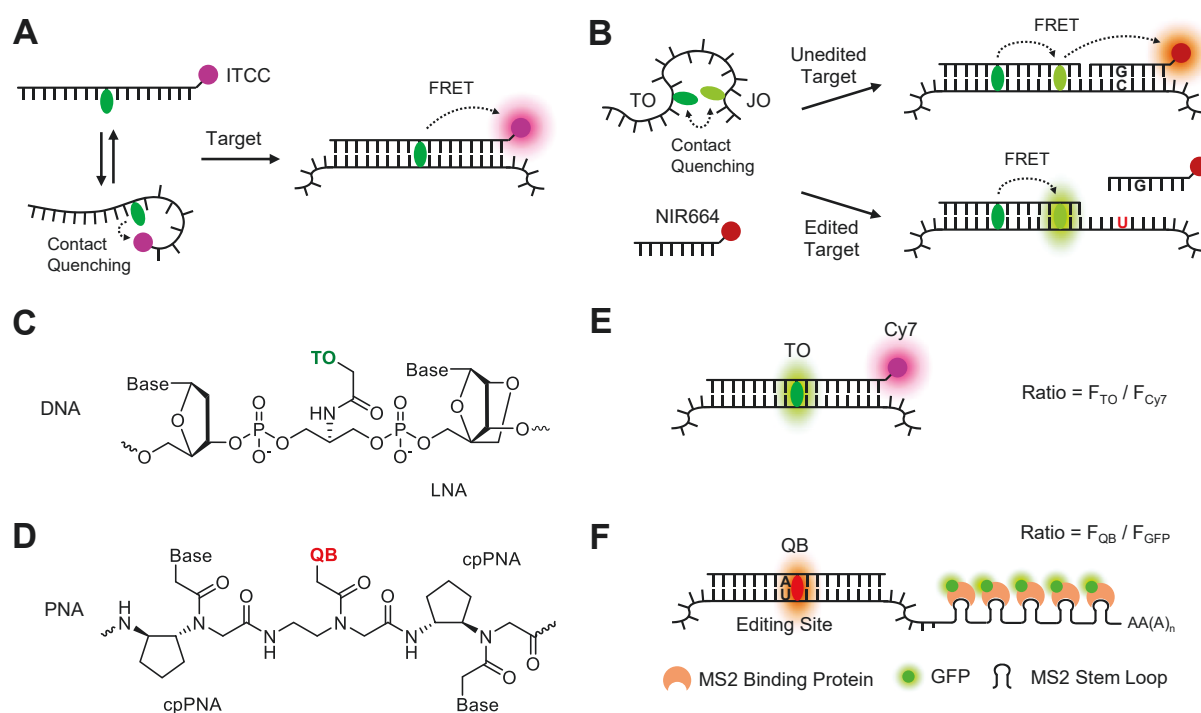 A
ITCC
FRET
Target
Contact
Quenching
B
FRET
Unedited
Target
TO
JO
G
C
Contact
Quenching
FRET
NIR664
Edited
Target
G
U
C
TO
Base
O
O
HN
O
Base
O
O
DNA
O
O
P
O
O
P
O
O
O
O-
O-
LNA
D
Base
QB
cpPNA
O
O
PNA
H
N
N
O
N
H
N
O
N
H
N
O
O
cpPNA
Base
E
Cy7
TO
Ratio = FTO / FCy7
F
Ratio = FQB / FGFP
QB
A
U
Editing Site
AA(A)n
MS2 Binding Protein
GFP
MS2 Stem Loop